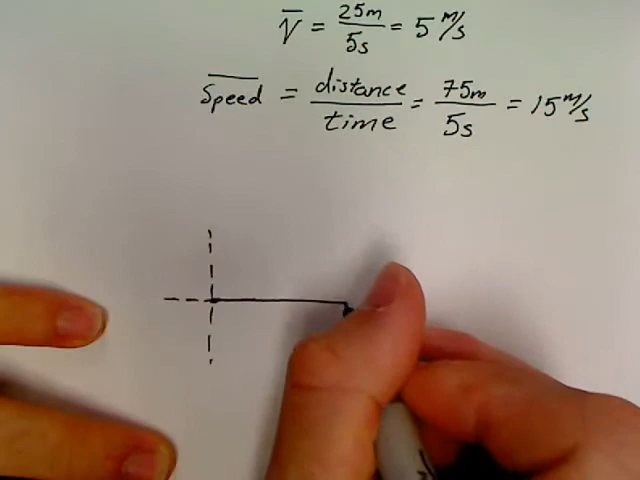 V̅ = 25m/5s = 5 m/s
Speed = distance/time = 75m/5s = 15 m/s